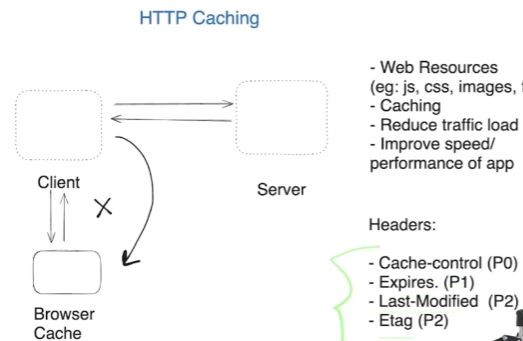 HTTP Caching
- Web Resources
(eg: js, css, images,
- Caching
- Reduce traffic load
- Improve speed/
performance of app
Client
Server
X
Headers:
- Cache-control (P0)
- Expires. (P1)
- Last-Modified (P2)
- Etag (P2)
Browser
Cache